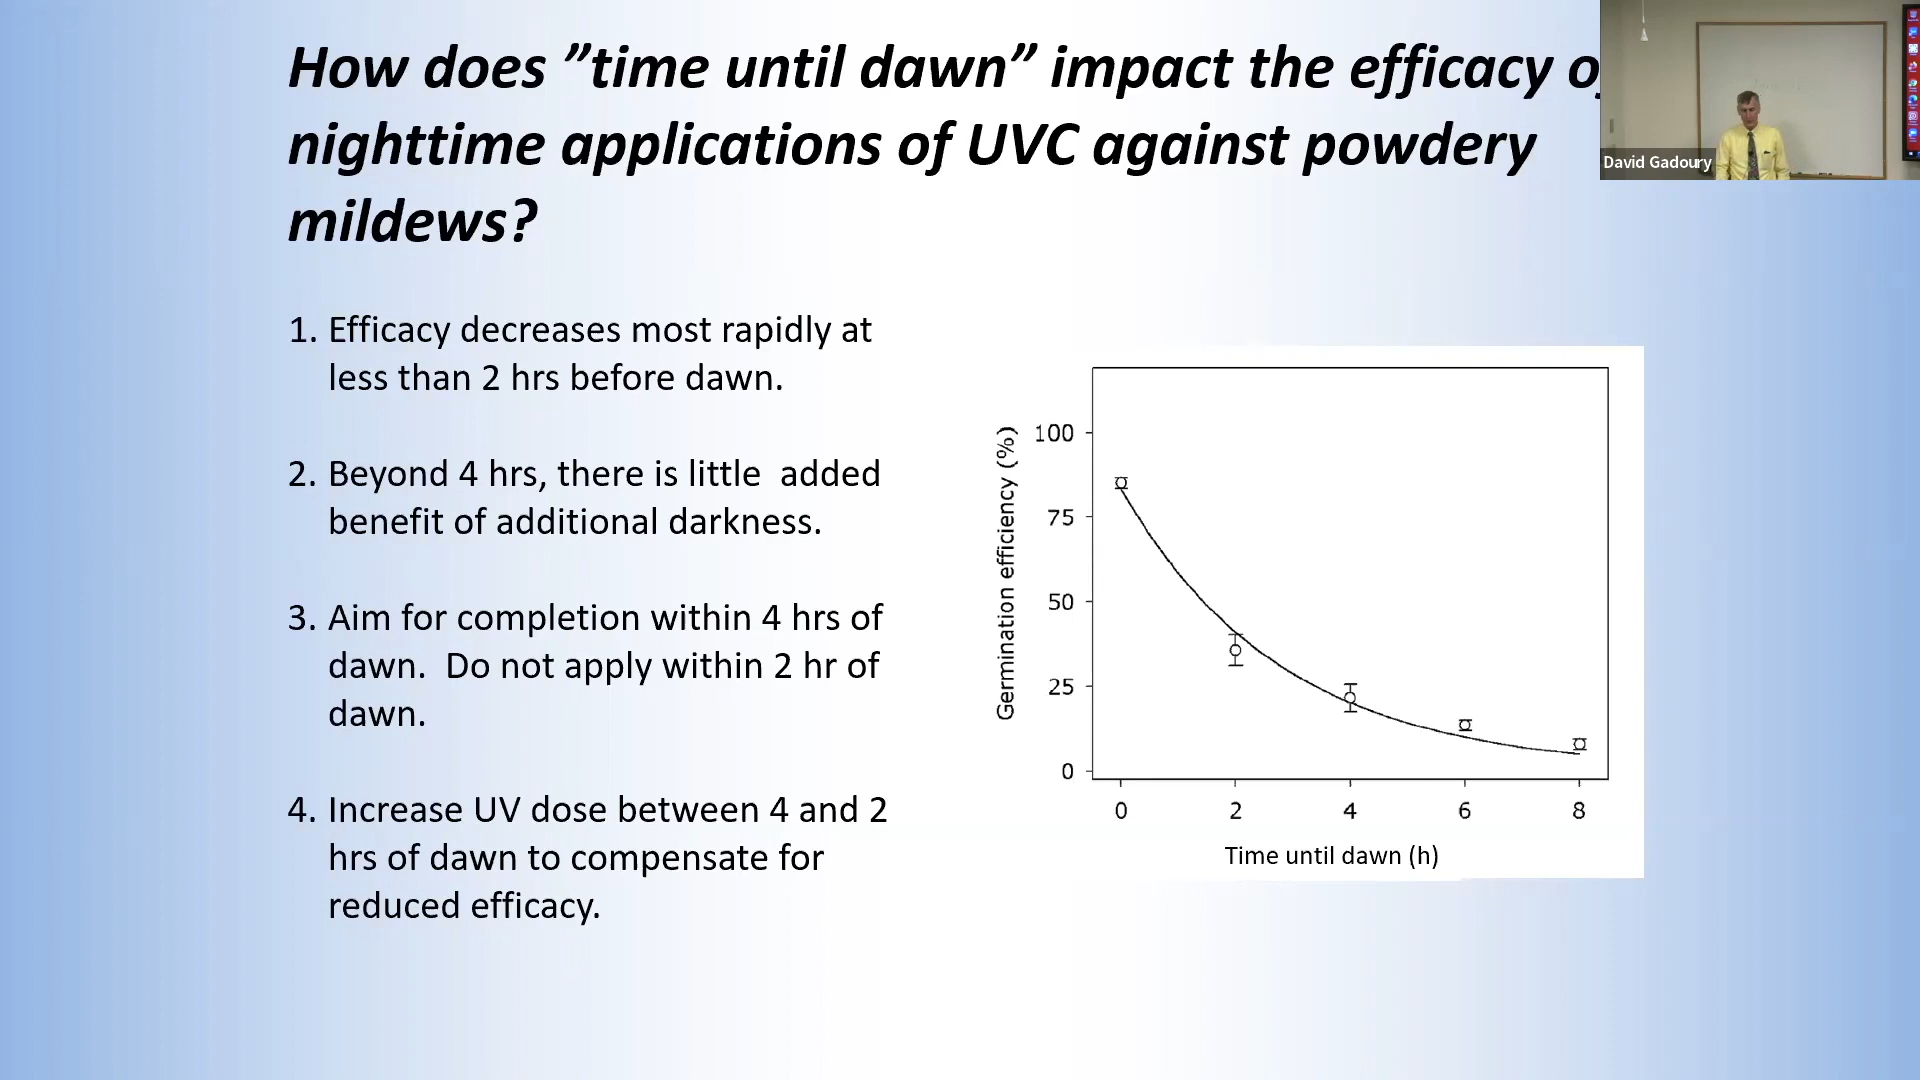 How does ”time until dawn” impact the efficacy o
nighttime applications of UVC against powdery
mildews?
David Gadoury
1. Efficacy decreases most rapidly at
less than 2 hrs before dawn.
2. Beyond 4 hrs, there is little  added
benefit of additional darkness.
3. Aim for completion within 4 hrs of
dawn.  Do not apply within 2 hr of
dawn.
4. Increase UV dose between 4 and 2
hrs of dawn to compensate for
reduced efficacy.
Germination efficiency (%)
100
75
50
25
0
0 2 4 6 8
Time until dawn (h)